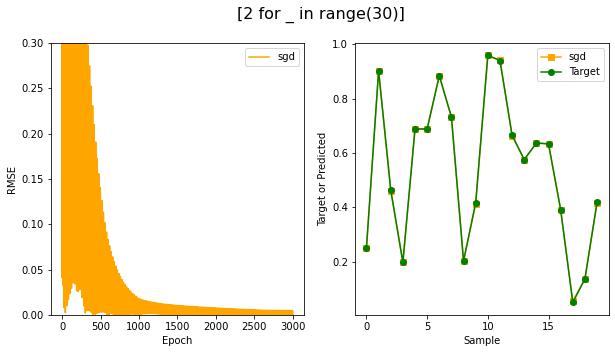 [2 for _ in range(30)]
0.30
0.25
0.20
0.15
0.10
0.05
0.00
RMSE
0 500 1000 1500 2000 2500 3000
Epoch
sgd
1.0
0.8
0.6
0.4
0.2
Target or Predicted
0 5 10 15
Sample
sgd
Target